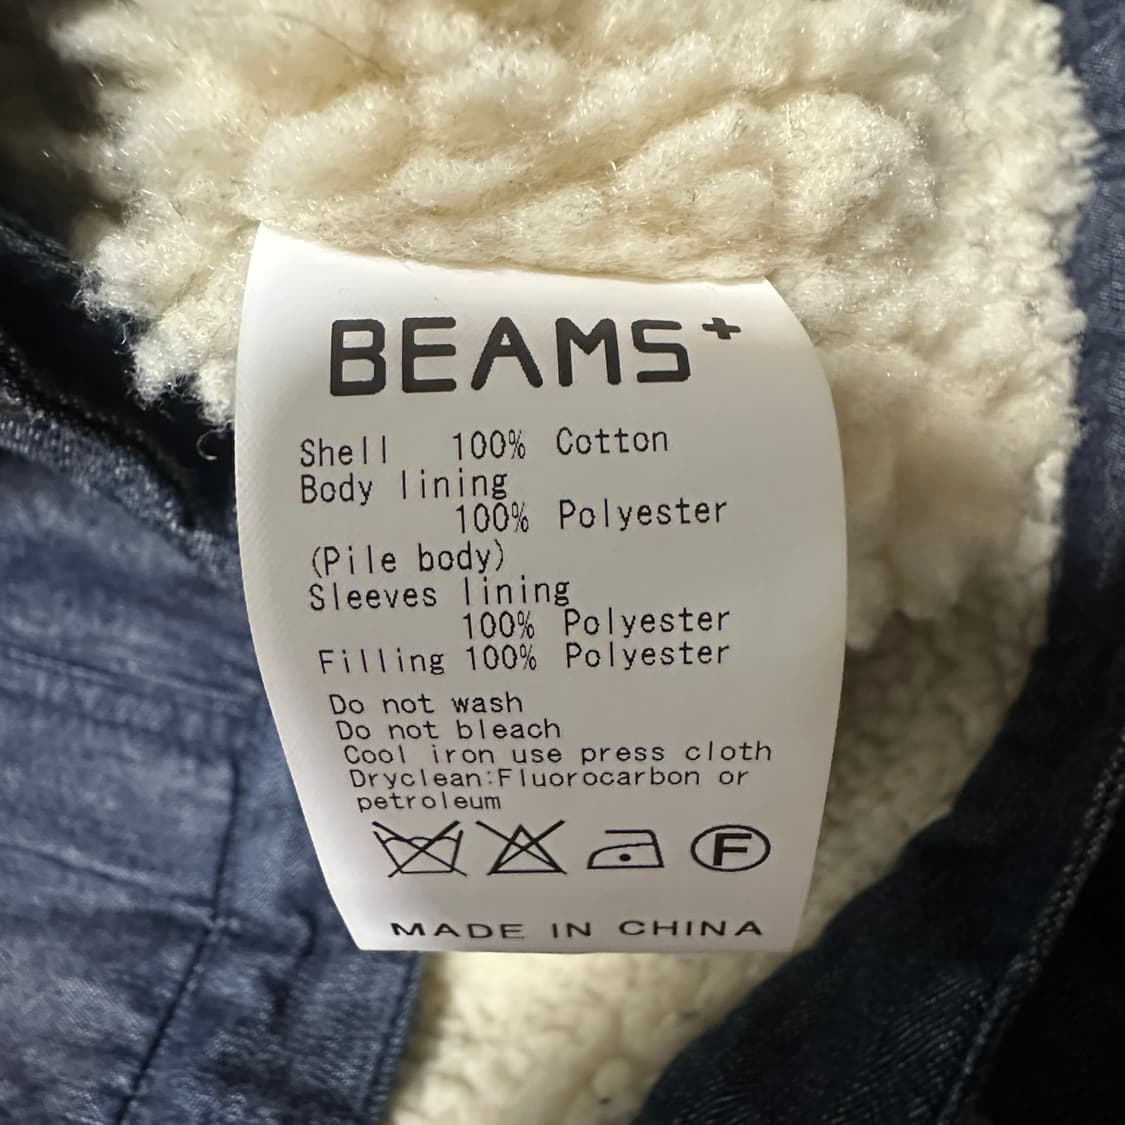 BEAMS+
Shell 100% Cotton
Body lining
100% Polyester
(Pile body)
Sleeves lining
100% Polyester
Filling 100% Polyester
Do not wash
Do not bleach
Cool iron use press cloth
Dryclean:Fluorocarbon or
petroleum
F
MADE IN CHINA